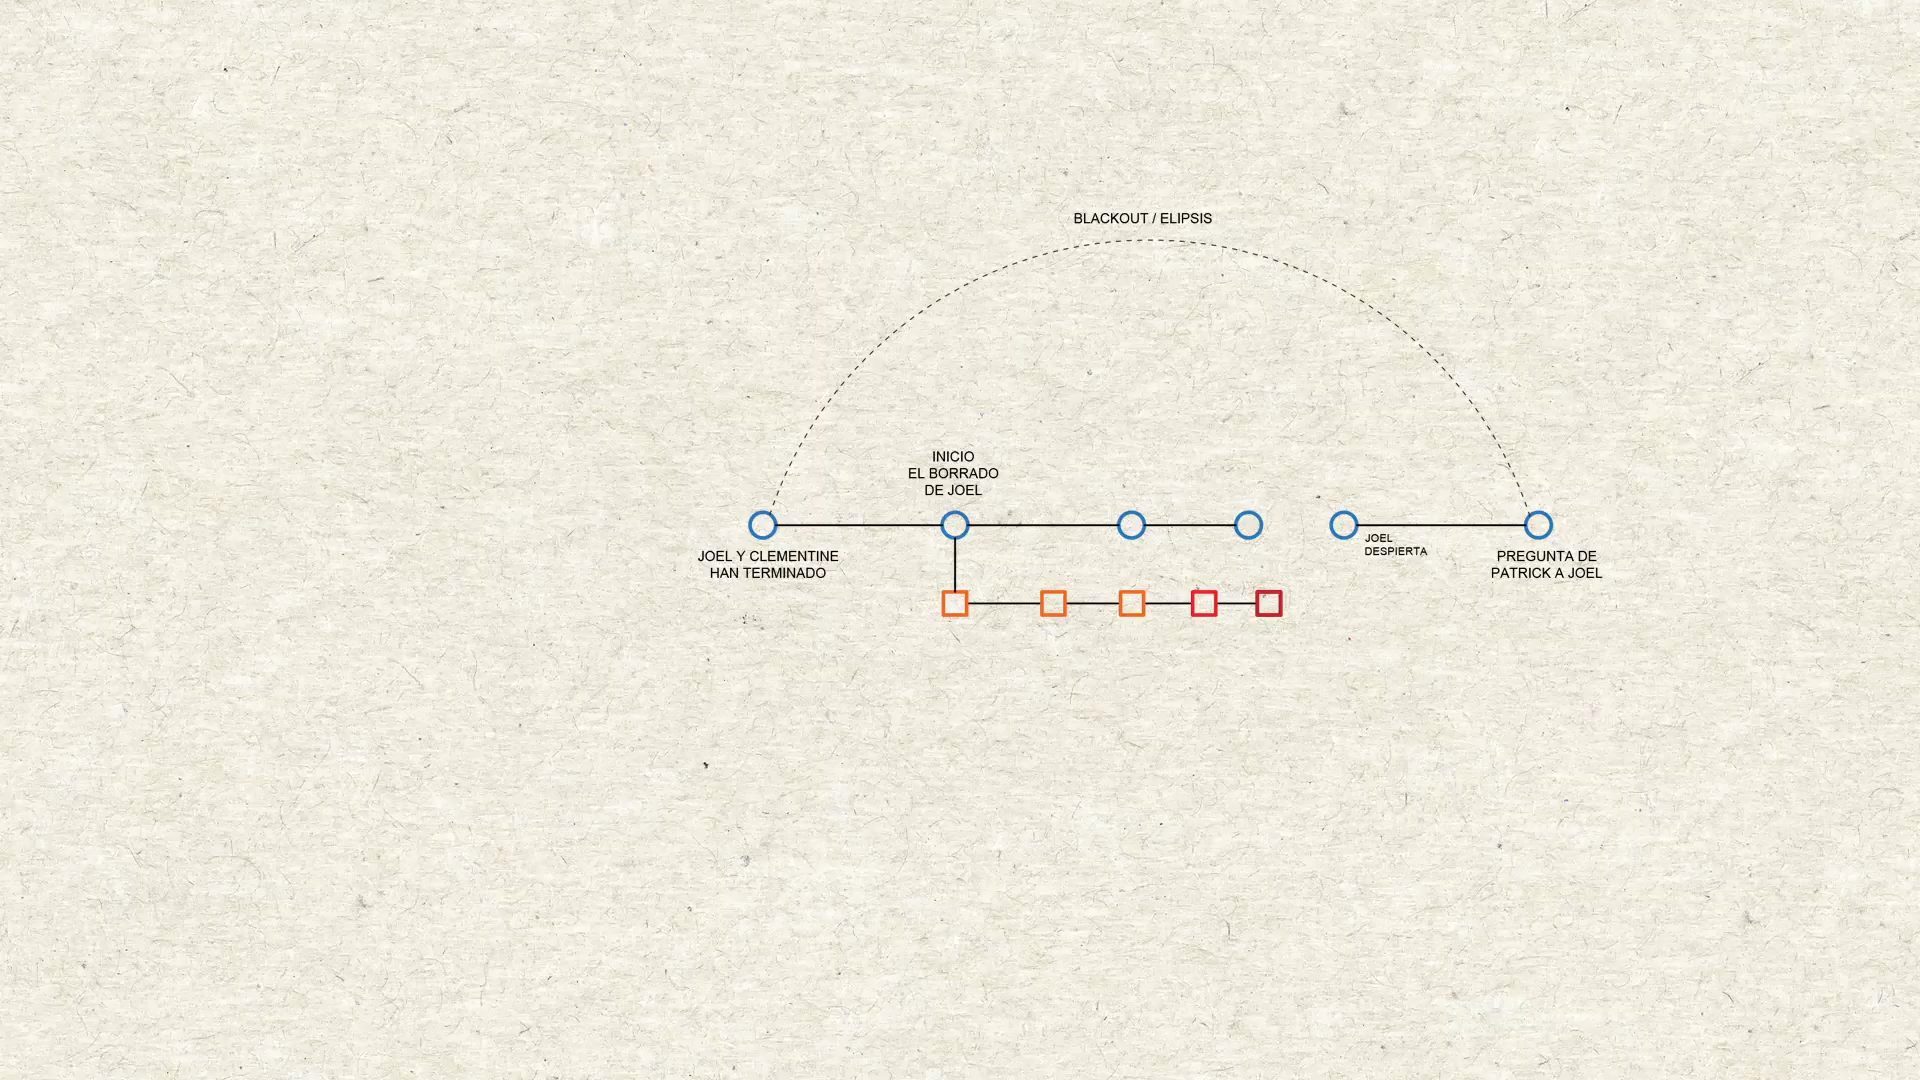 BLACKOUT / ELIPSIS
INICIO
EL BORRADO
DE JOEL
JOEL Y CLEMENTINE
HAN TERMINADO
JOEL
DESPIERTA
PREGUNTA DE
PATRICK A JOEL